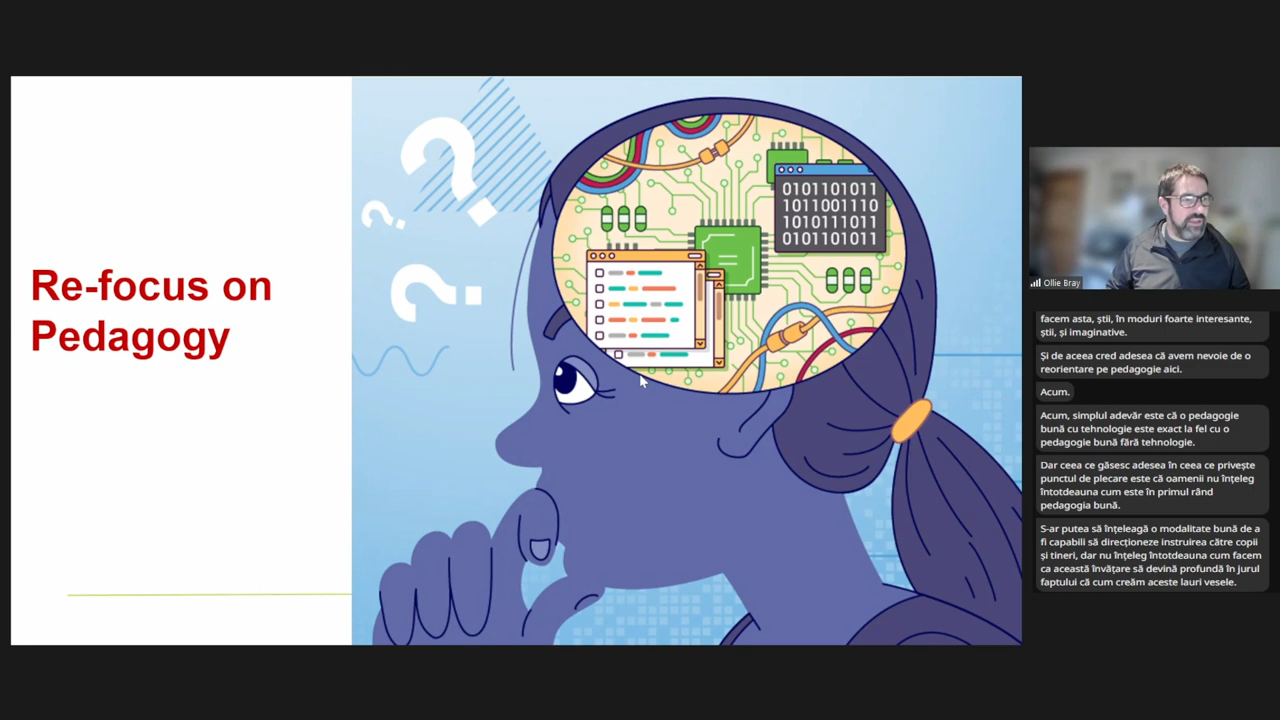 Re-focus on
Pedagogy
? ? ?
0101101011
1011001110
1010111011
0101101011
Ollie Bray
facem asta, știi, în moduri foarte interesante,
știi, și imaginative.
Și de aceea cred adesea că avem nevoie de o
reorientare pe pedagogie aici.
Acum.
Acum, simplul adevăr este că o pedagogie
bună cu tehnologie este exact la fel cu o
pedagogie bună fără tehnologie.
Dar ceea ce găsesc adesea în ceea ce privește
punctul de plecare este că oamenii nu înțeleg
întotdeauna cum este în primul rând
pedagogia bună.
S-ar putea să înțeleagă o modalitate bună de a
fi capabili să direcționeze instruirea către copii
și tineri, dar nu înțeleg întotdeauna cum facem
ca această învățare să devină profundă în jurul
faptului că cum creăm aceste lauri vesele.